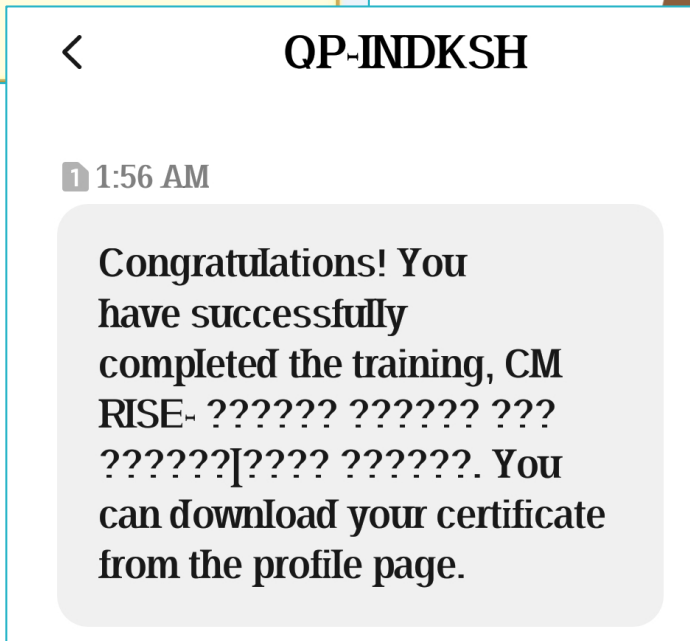 QP-INDKSH
1 1:56 AM
Congratulations! You
have successfully
completed the training, CM
RISE- ?????? ?????? ???
??????|???? ??????. You
can download your certificate
from the profile page.